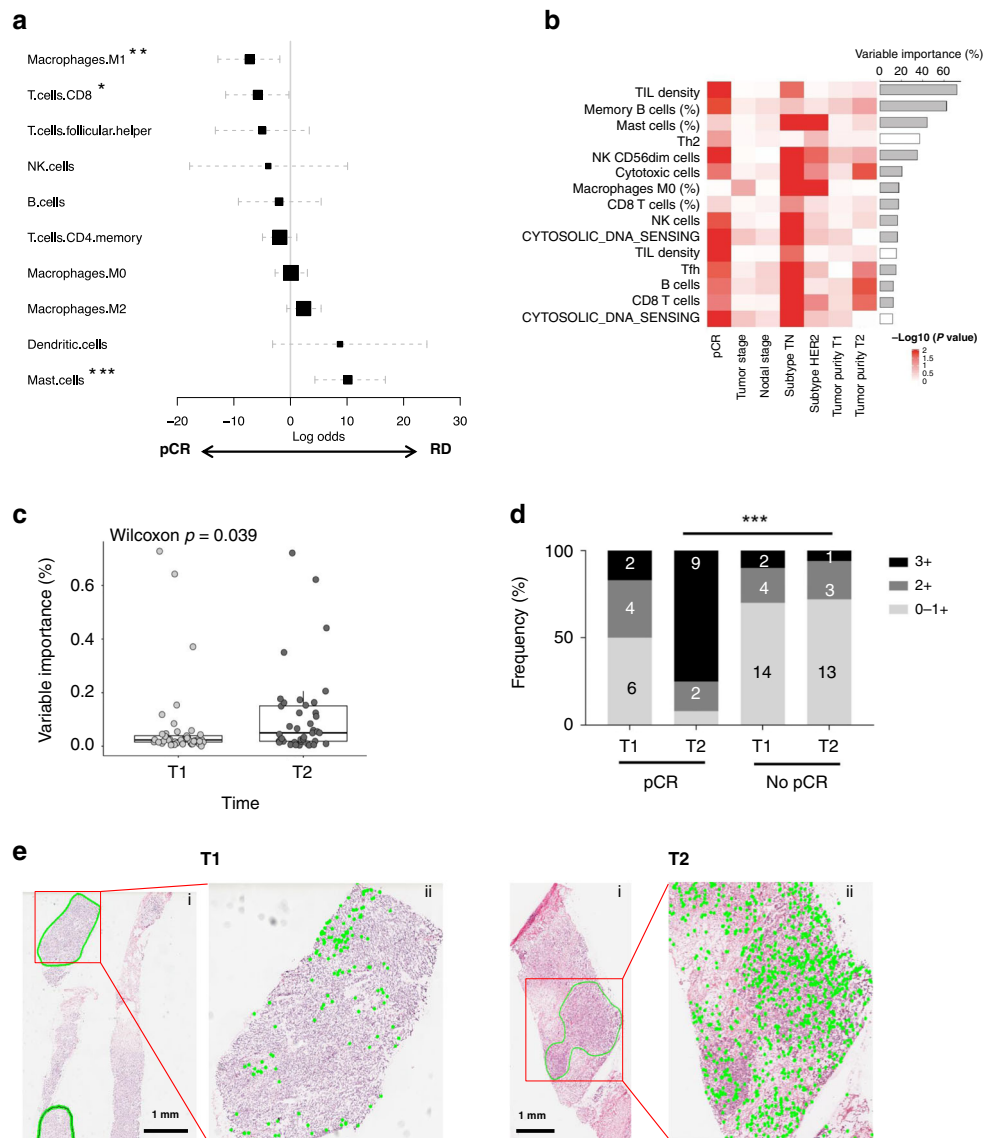 a
Macrophages.M1 **
T.cells.CD8 *
T.cells.follicular.helper
NK.cells
B.cells
T.cells.CD4.memory
Macrophages.M0
Macrophages.M2
Dendritic.cells
Mast.cells ***
−20 −10 0 10 20 30
Log odds
pCR RD
b
Variable importance (%)
0 20 40 60
TIL density
Memory B cells (%)
Mast cells (%)
Th2
NK CD56dim cells
Cytotoxic cells
Macrophages M0 (%)
CD8 T cells (%)
NK cells
CYTOSOLIC_DNA_SENSING
TIL density
Tfh
B cells
CD8 T cells
CYTOSOLIC_DNA_SENSING
pCR
Tumor stage
Nodal stage
Subtype TN
Subtype HER2
Tumor purity T1
Tumor purity T2
−Log10 (P value)
2
1.5
1
0.5
0
c
Wilcoxon p = 0.039
Variable importance (%)
0.6
0.4
0.2
0.0
T1 T2
Time
d
***
Frequency (%)
100
50
0
2 9 2 1
4 2 4 3
6 14 13
3+
2+
0–1+
T1 T2 T1 T2
pCR No pCR
e
T1 T2
i ii i ii
1 mm 1 mm